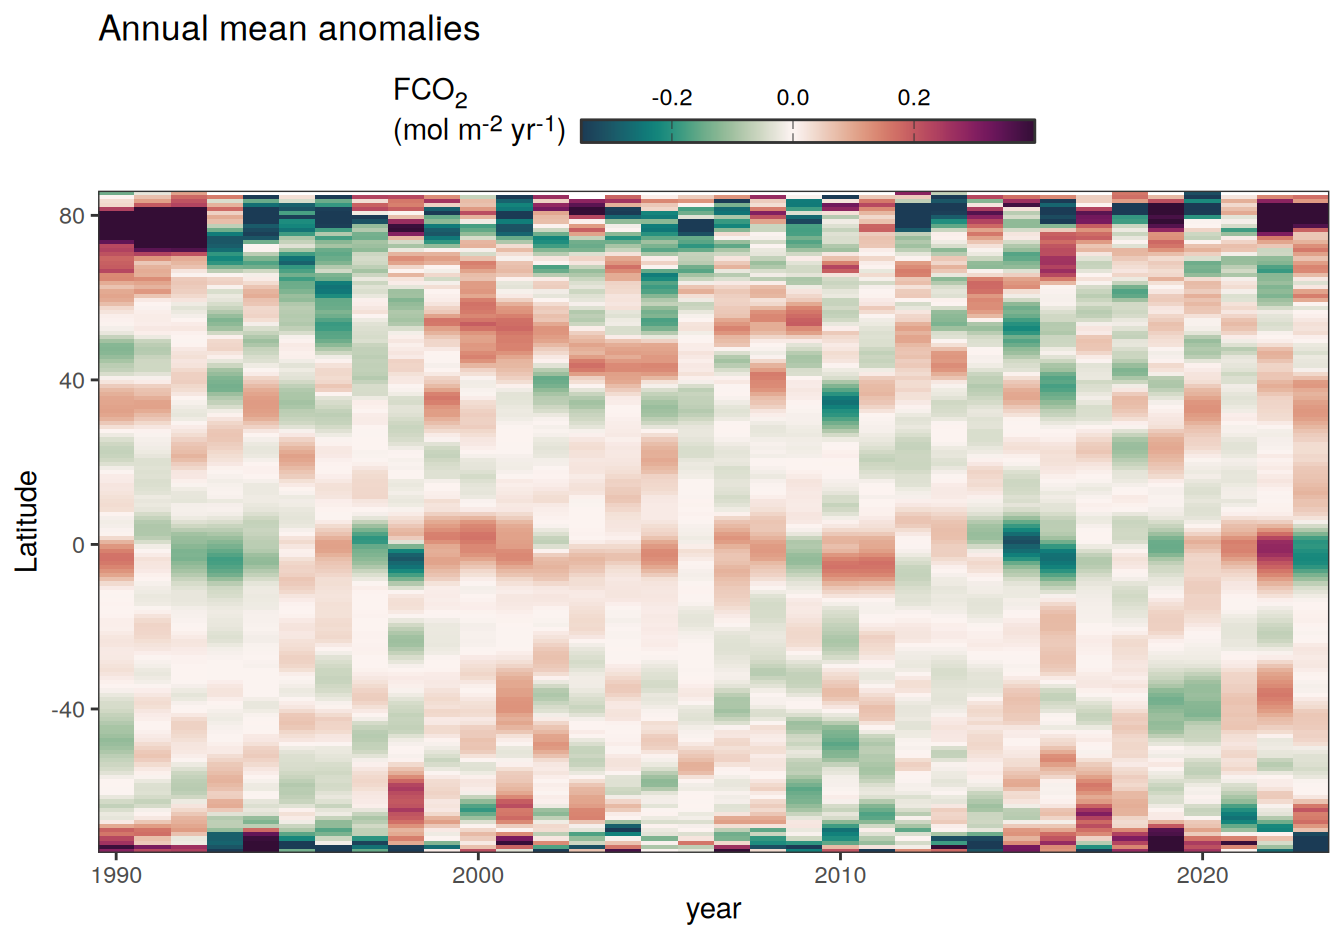 Annual mean anomalies
FCO₂
(mol m⁻² yr⁻¹)
-0.2 0.0 0.2
80
40
0
-40
Latitude
1990 2000 2010 2020
year